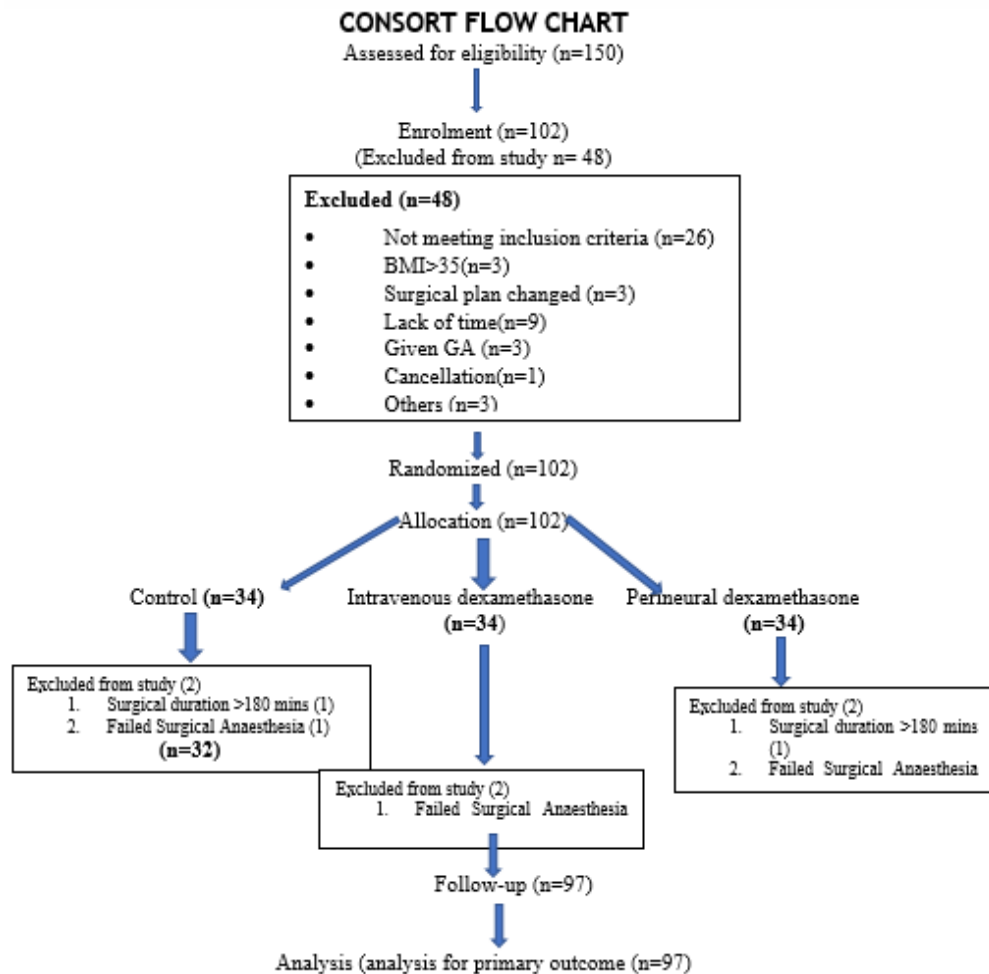 CONSORT FLOW CHART
Assessed for eligibility (n=150)
Enrolment (n=102)
(Excluded from study n= 48)
Excluded (n=48)
• Not meeting inclusion criteria (n=26)
• BMI>35(n=3)
• Surgical plan changed (n=3)
• Lack of time(n=9)
• Given GA (n=3)
• Cancellation(n=1)
• Others (n=3)
Randomized (n=102)
Allocation (n=102)
Control (n=34)
Intravenous dexamethasone
(n=34)
Perineural dexamethasone
(n=34)
Excluded from study (2)
1. Surgical duration >180 mins (1)
2. Failed Surgical Anaesthesia (1)
(n=32)
Excluded from study (2)
1. Failed Surgical Anaesthesia
Excluded from study (2)
1. Surgical duration >180 mins
(1)
2. Failed Surgical Anaesthesia
Follow-up (n=97)
Analysis (analysis for primary outcome (n=97)